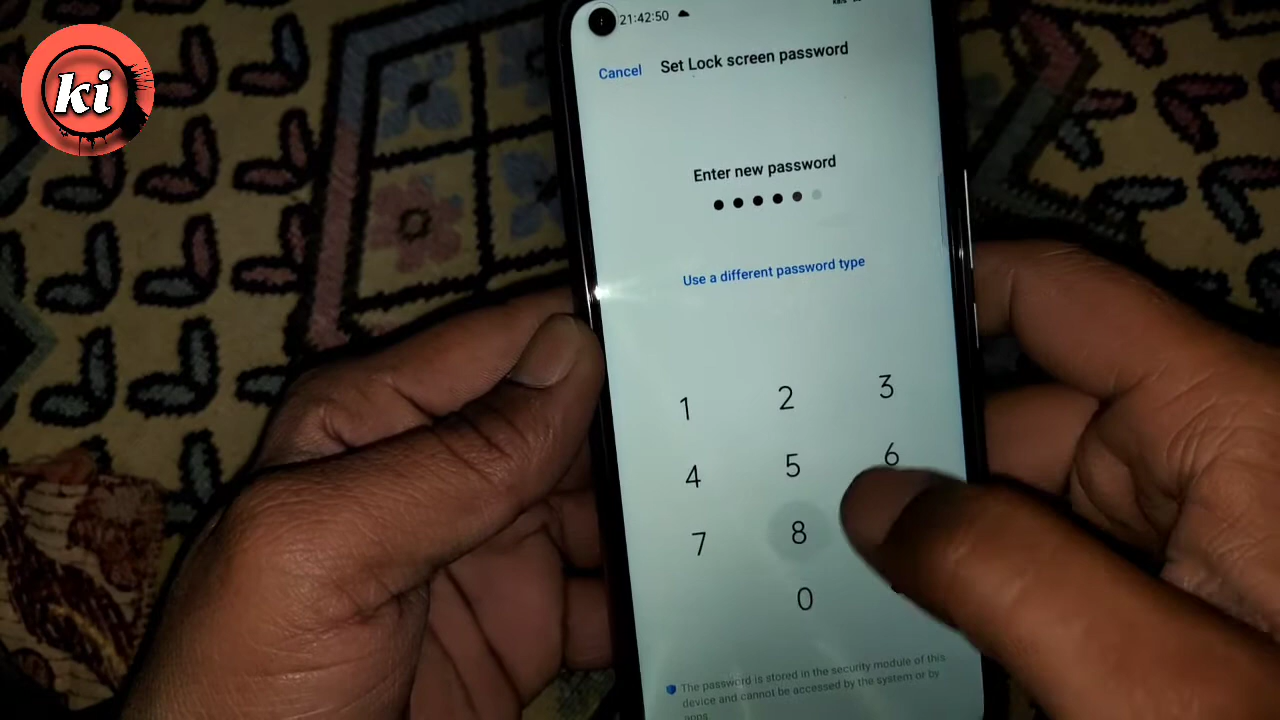 ki
21:42:50
Cancel Set Lock screen password
Enter new password
Use a different password type
1 2 3
4 5 6
7 8
0
The password is stored in the security module of this
device and cannot be accessed by the system or by
apps